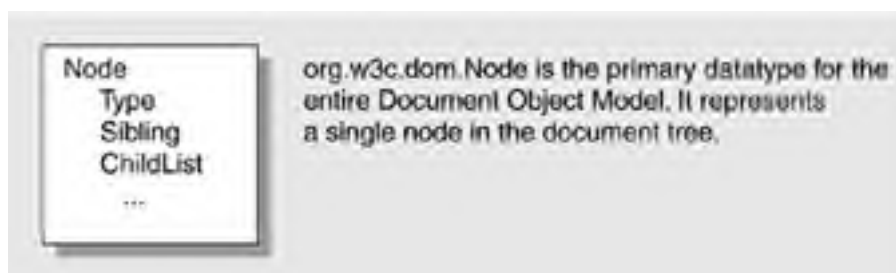 Node
Type
Sibling
ChildList
...
org.w3c.dom.Node is the primary datatype for the
entire Document Object Model. It represents
a single node in the document tree.